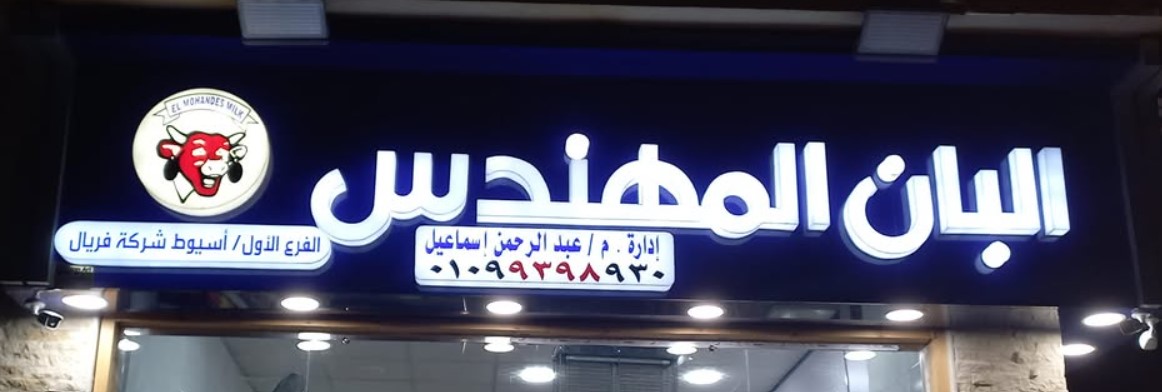 EL MOHANDES MILK
البان المهندس
إدارة . م / عبد الرحمن إسماعيل
٠١٠٩٩٣٩٨٩٣٠
الفرع الأول/ أسيوط شركة فريال